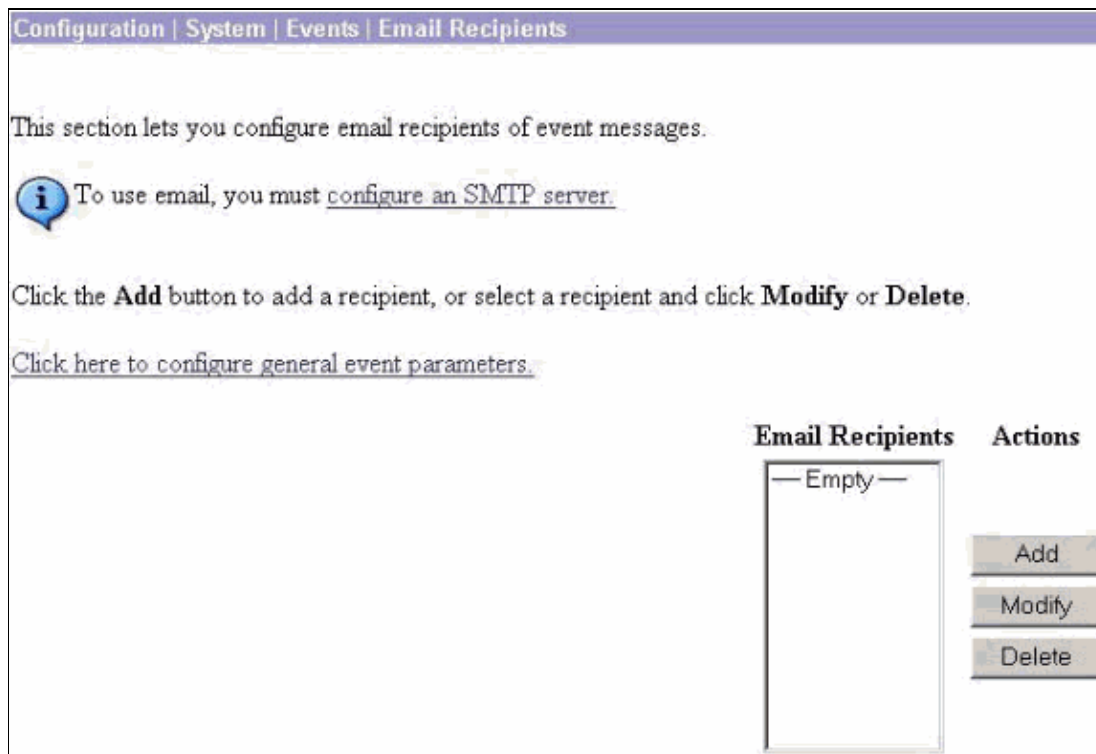 Configuration | System | Events | Email Recipients
This section lets you configure email recipients of event messages.
i To use email, you must configure an SMTP server.
Click the Add button to add a recipient, or select a recipient and click Modify or Delete.
Click here to configure general event parameters.
Email Recipients Actions
— Empty —
Add
Modify
Delete